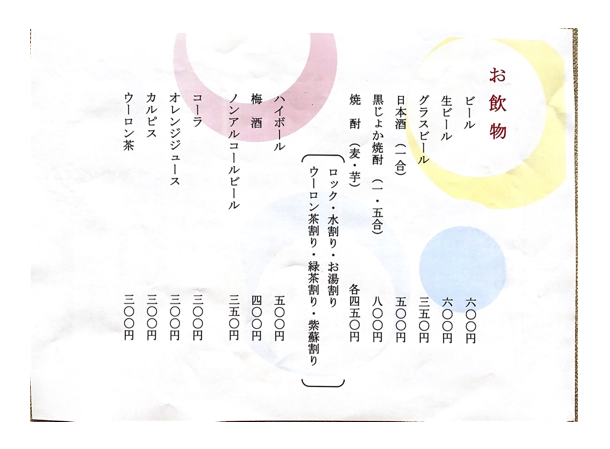 お飲物
ビール 六〇〇円
生ビール 六〇〇円
グラスビール 三五〇円
日本酒（一合） 五〇〇円
黒じょか焼酎（一・五合） 八〇〇円
焼 酎（麦・芋） 各四五〇円
ロック・水割り・お湯割り
ウーロン茶割り・緑茶割り・紫蘇割り
ハイボール 五〇〇円
梅 酒 四〇〇円
ノンアルコールビール 三五〇円
コーラ 三〇〇円
オレンジジュース 三〇〇円
カルピス 三〇〇円
ウーロン茶 三〇〇円